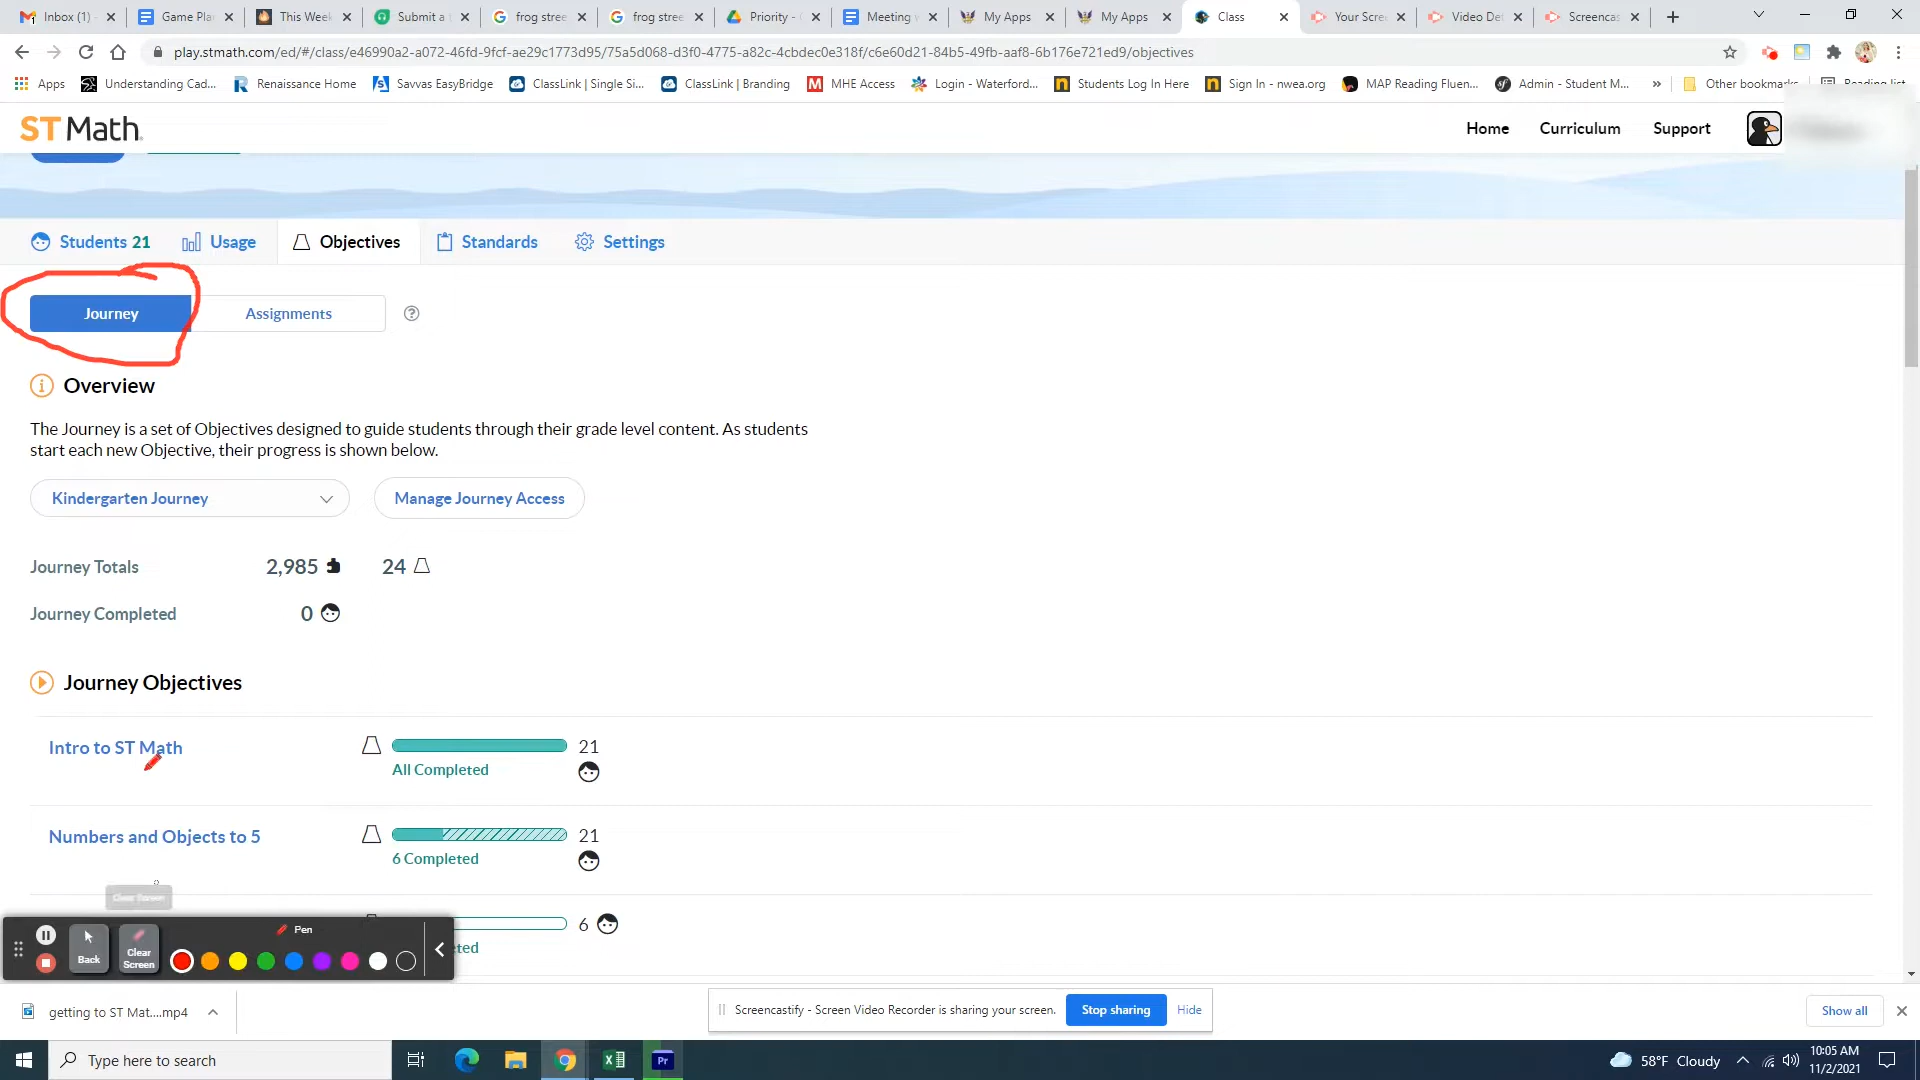 Inbox (1) -
Game Pla
This Week
Submit a
frog stree
frog stree
Priority -
Meeting
My Apps
My Apps
Class
Your Scre
Video De
Screencas
play.stmath.com/ed/#/class/e46990a2-a072-46fd-9fcf-ae29c1773d95/75a5d068-d3f0-4775-a82c-4cbdec0e318f/c6e60d21-84b5-49fb-aaf8-6b176e721ed9/objectives
Apps
Understanding Cad...
Renaissance Home
Savvas EasyBridge
ClassLink | Single Si...
ClassLink | Branding
MHE Access
Login - Waterford...
Students Log In Here
Sign In - nwea.org
MAP Reading Fluen...
Admin - Student M...
»
Other bookmarks
Reading list
ST Math
Home
Curriculum
Support
Students 21
Usage
Objectives
Standards
Settings
Journey
Assignments
?
Overview
The Journey is a set of Objectives designed to guide students through their grade level content. As students
start each new Objective, their progress is shown below.
Kindergarten Journey
Manage Journey Access
Journey Totals 2,985 24
Journey Completed 0
Journey Objectives
Intro to ST Math
21
All Completed
Numbers and Objects to 5
21
6 Completed
Clear Screen
6
Pen
Back
Clear
Screen
getting to ST Mat....mp4
Screencastify - Screen Video Recorder is sharing your screen.
Stop sharing
Hide
Show all
Type here to search
Pr
58°F Cloudy
10:05 AM
11/2/2021